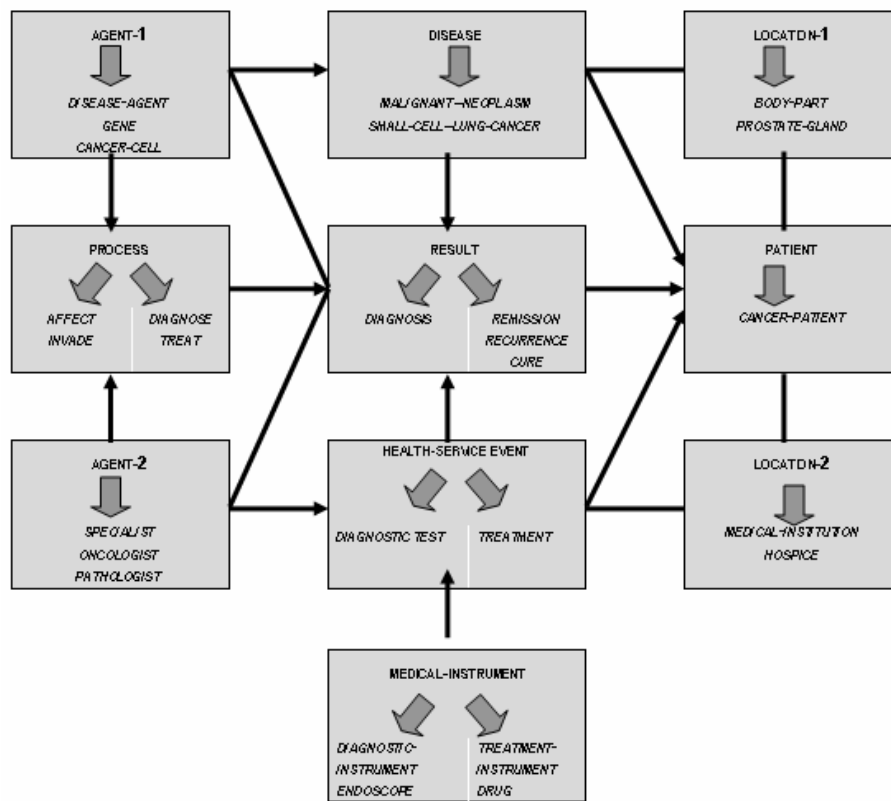 AGENT-1
DISEASE-AGENT
GENE
CANCER-CELL
DISEASE
MALIGNANT-NEOPLASM
SMALL-CELL-LUNG-CANCER
LOCATION-1
BODY-PART
PROSTATE-GLAND
PROCESS
AFFECT
INVADE
DIAGNOSE
TREAT
RESULT
DIAGNOSIS
REMISSION
RECURRENCE
CURE
PATIENT
CANCER-PATIENT
AGENT-2
SPECIALIST
ONCOLOGIST
PATHOLOGIST
HEALTH-SERVICE EVENT
DIAGNOSTIC TEST
TREATMENT
LOCATION-2
MEDICAL-INSTITUTION
HOSPICE
MEDICAL-INSTRUMENT
DIAGNOSTIC-
INSTRUMENT
ENDOSCOPE
TREATMENT-
INSTRUMENT
DRUG